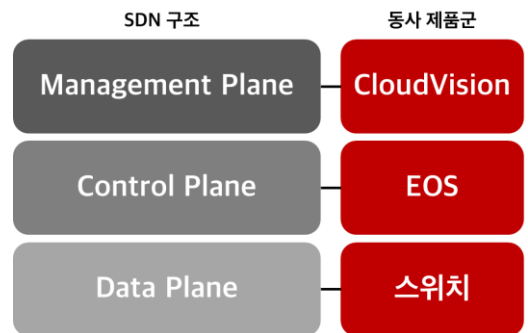 SDN 구조
동사 제품군
Management Plane
CloudVision
Control Plane
EOS
Data Plane
스위치